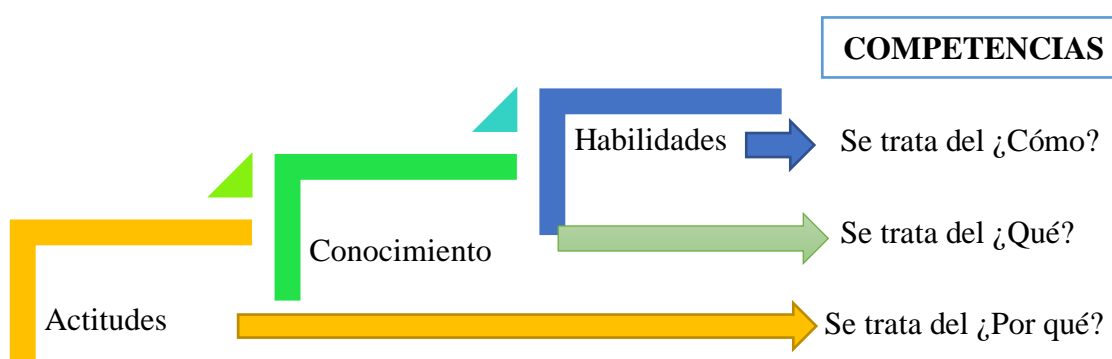 COMPETENCIAS
Habilidades
Se trata del ¿Cómo?
Conocimiento
Se trata del ¿Qué?
Actitudes
Se trata del ¿Por qué?